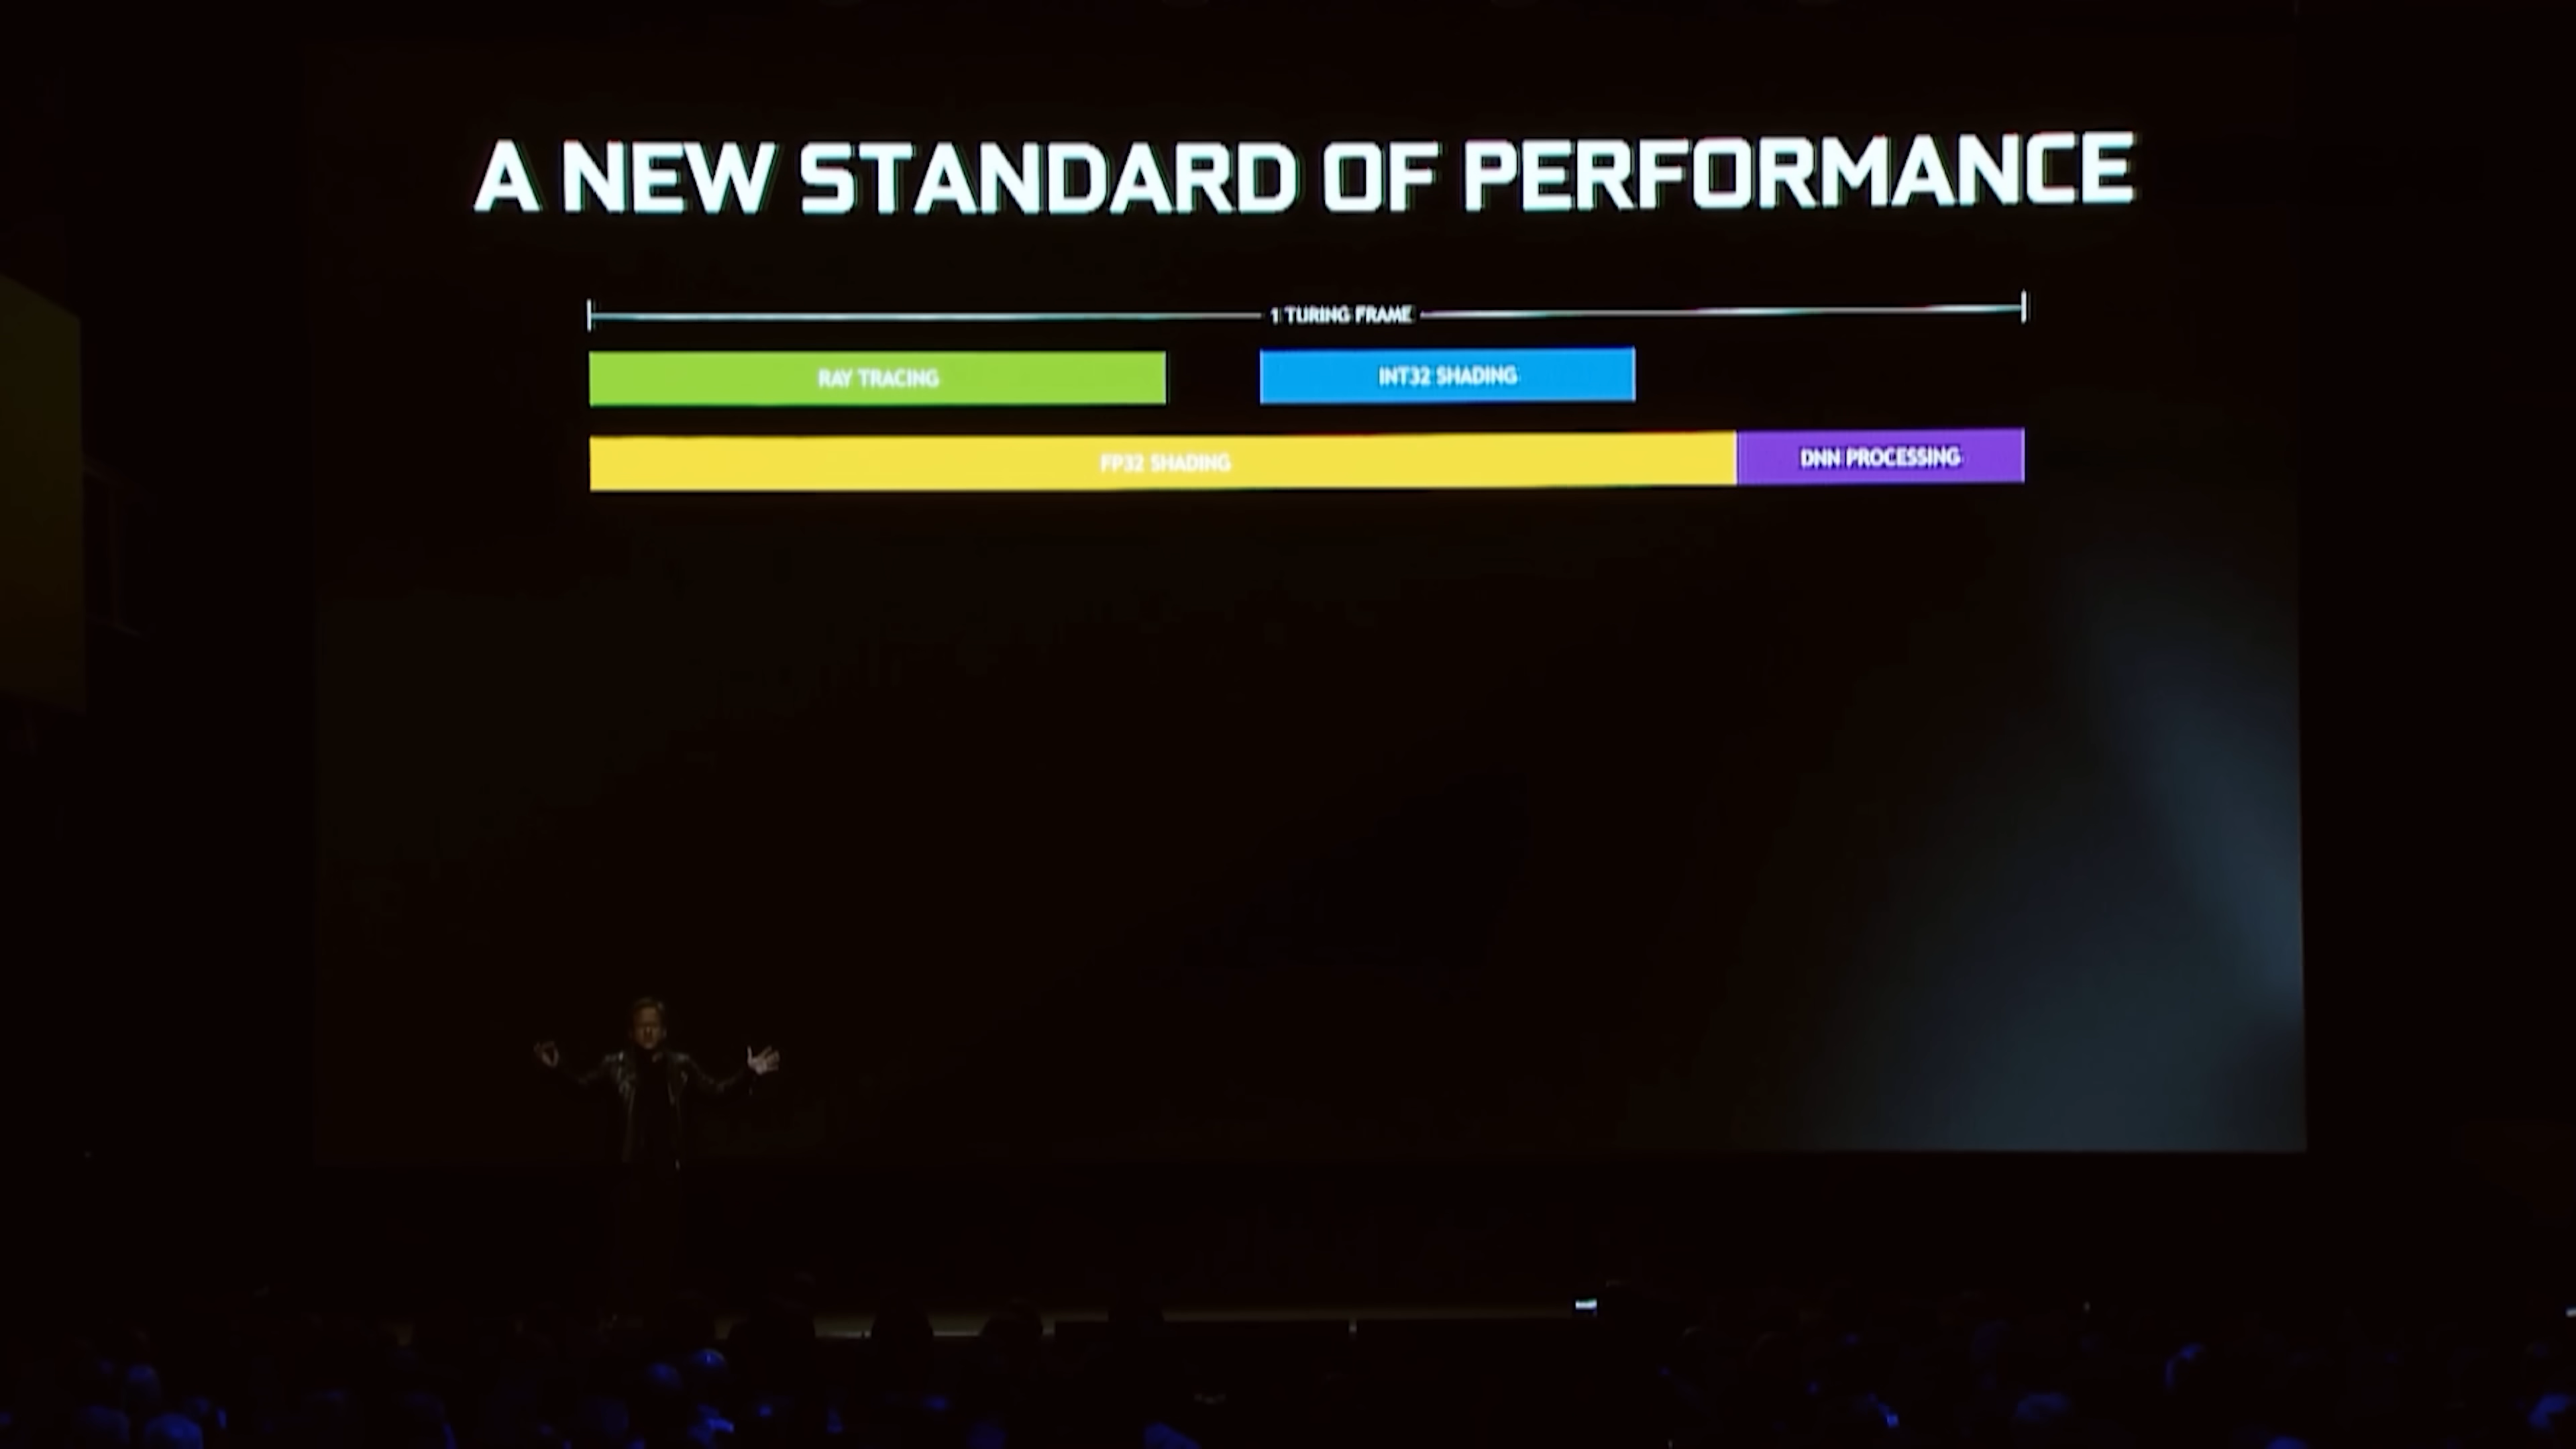 A NEW STANDARD OF PERFORMANCE
1 TURING FRAME
RAY TRACING
INT32 SHADING
FP32 SHADING
DNN PROCESSING